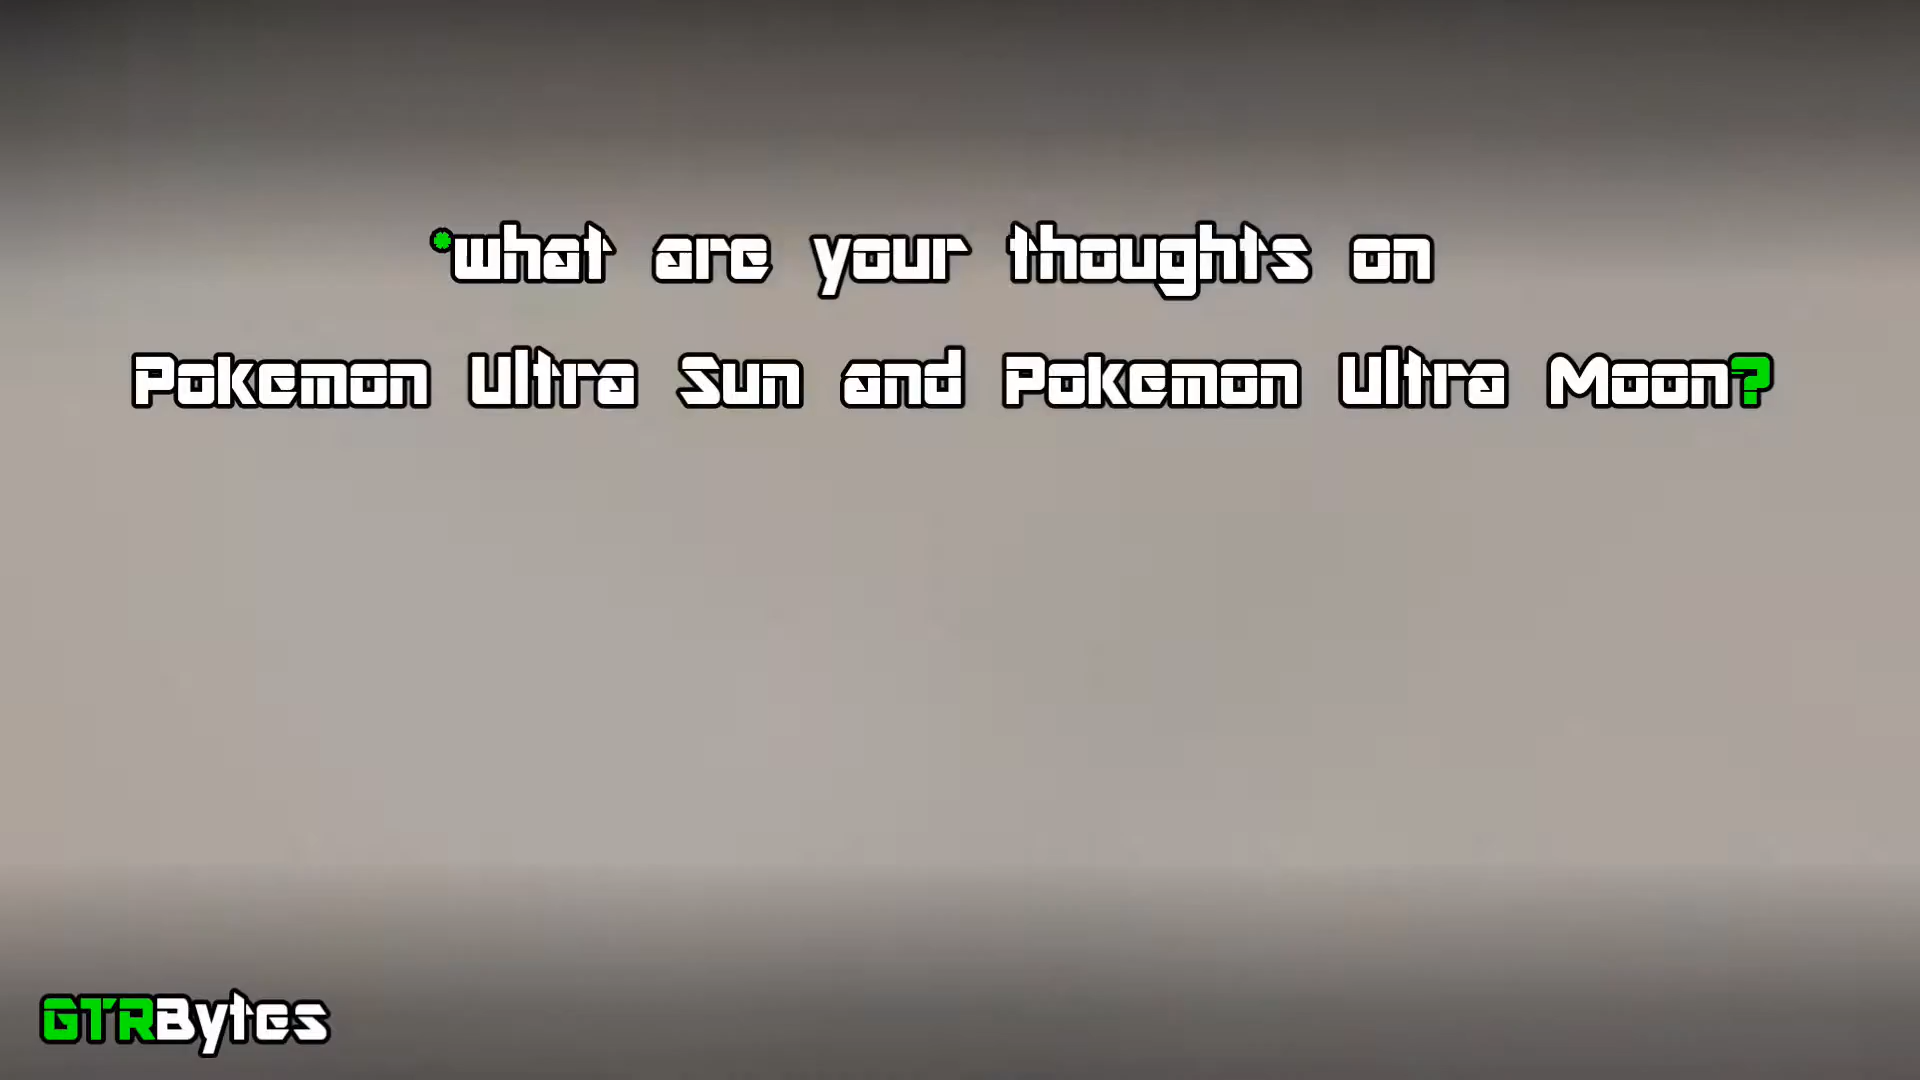 *what are your thoughts on
Pokemon Ultra Sun and Pokemon Ultra Moon?
GTRBytes